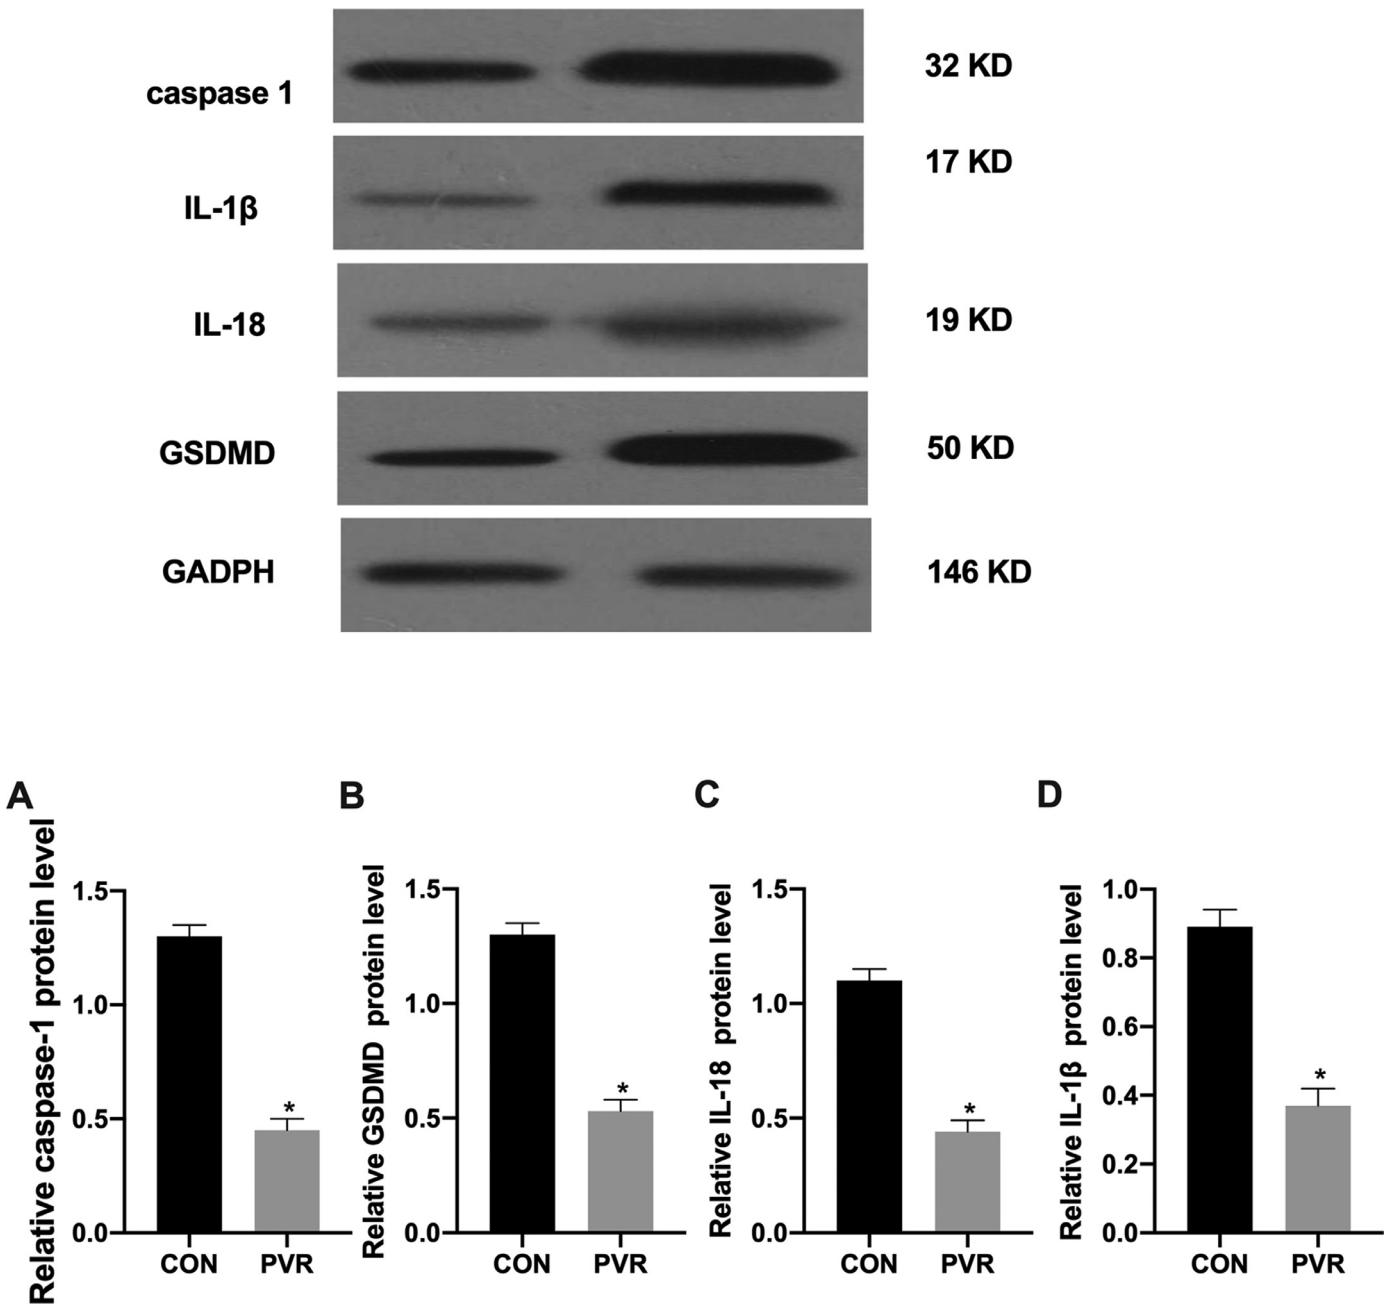 caspase 1
32 KD
IL-1β
17 KD
IL-18
19 KD
GSDMD
50 KD
GADPH
146 KD
A
Relative caspase-1 protein level
1.5
1.0
0.5
0.0
*
CON PVR
B
Relative GSDMD protein level
1.5
1.0
0.5
0.0
*
CON PVR
C
Relative IL-18 protein level
1.5
1.0
0.5
0.0
*
CON PVR
D
Relative IL-1β protein level
1.0
0.8
0.6
0.4
0.2
0.0
*
CON PVR